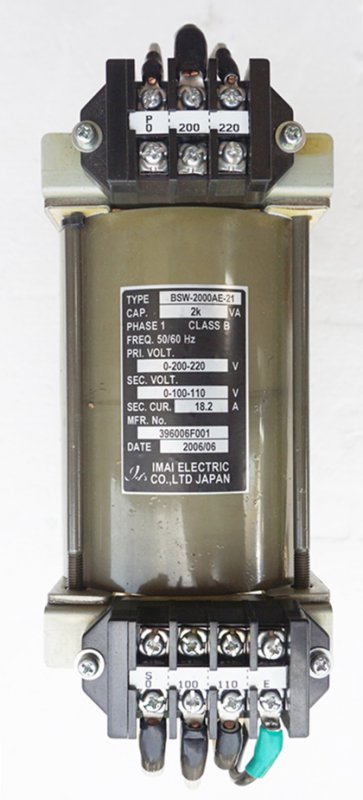 P
0 200 220
TYPE BSW-2000AE-21
CAP. 2k VA
PHASE 1 CLASS B
FREQ. 50/60 Hz
PRI. VOLT.
0-200-220 V
SEC. VOLT.
0-100-110 V
SEC. CUR. 18.2 A
MFR. No.
396006F001
DATE 2006/06
IMAI ELECTRIC
CO.,LTD JAPAN
S
0 100 110 E